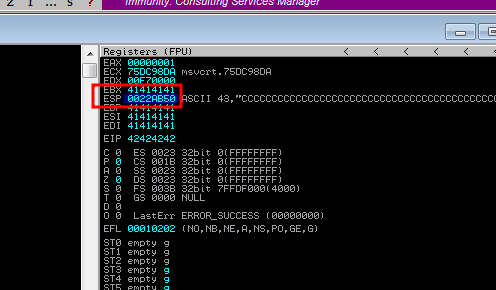 Z i ... s ? Immunity: Consulting Services Manager
Registers (FPU) < < < <
EAX 00000001
ECX 75DC98DA msvcrt.75DC98DA
EDX 00F70000
EBX 41414141
ESP 0022AB50 ASCII 43,"CCCCCCCCCCCCCCCCCCCCCCCCCCCCCCCCCCCCCCCCCC
EBP 41414141
ESI 41414141
EDI 41414141
EIP 42424242
C 0 ES 0023 32bit 0(FFFFFFFF)
P 0 CS 001B 32bit 0(FFFFFFFF)
A 0 SS 0023 32bit 0(FFFFFFFF)
Z 0 DS 0023 32bit 0(FFFFFFFF)
S 0 FS 003B 32bit 7FFDF000(4000)
T 0 GS 0000 NULL
D 0
O 0 LastErr ERROR_SUCCESS (00000000)
EFL 00010202 (NO,NB,NE,A,NS,PO,GE,G)
ST0 empty g
ST1 empty g
ST2 empty g
ST3 empty g
ST4 empty g
ST5 empty g